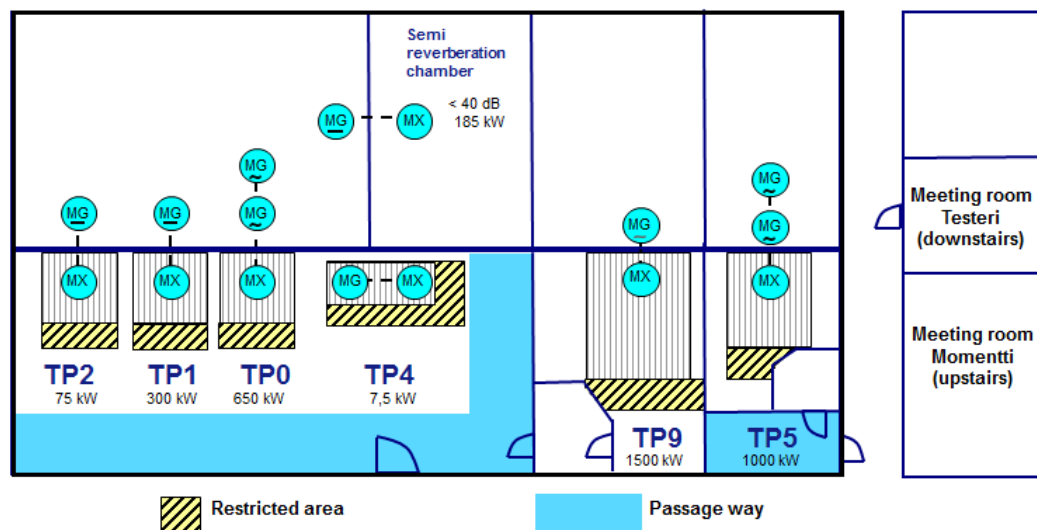 Semi
reverberation
chamber
< 40 dB
185 kW
MG
MX
MG
MG
MG
MG
MG
MG
MG
MX
MX
MX
MG
MX
MX
MX
TP2
75 kW
TP1
300 kW
TP0
650 kW
TP4
7,5 kW
TP9
1500 kW
TP5
1000 kW
Meeting room
Testeri
(downstairs)
Meeting room
Momentti
(upstairs)
Restricted area
Passage way